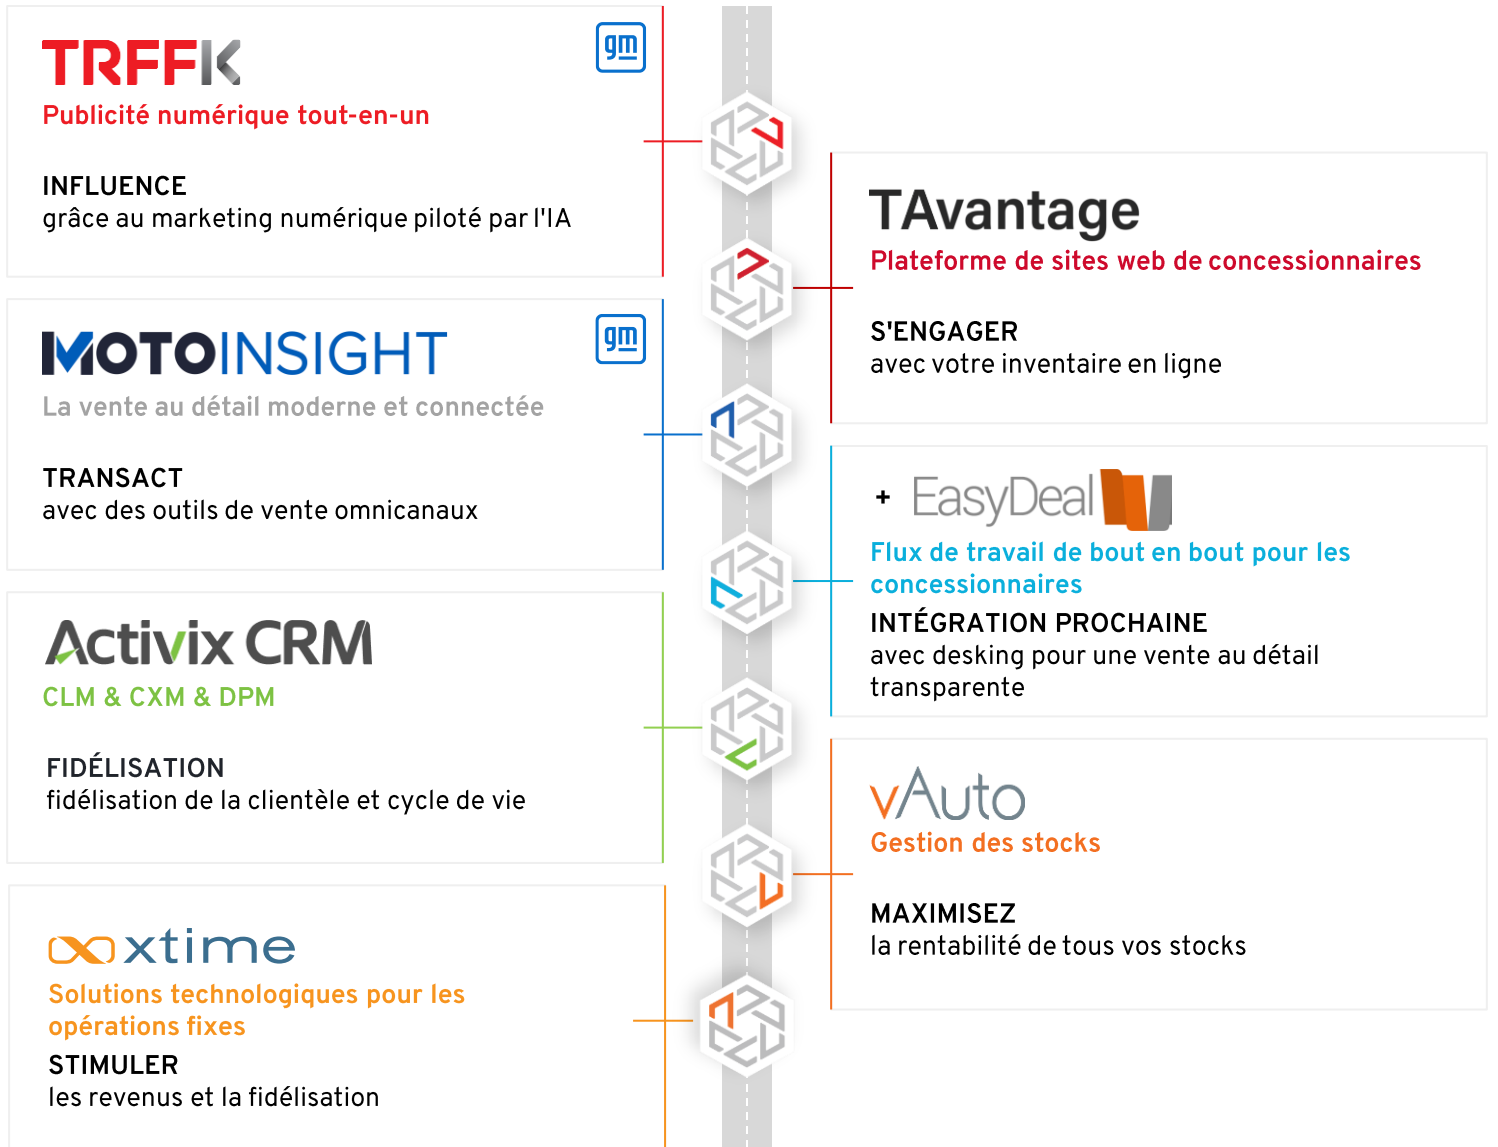 TRFFK
gm
Publicité numérique tout-en-un
INFLUENCE
grâce au marketing numérique piloté par l'IA
TAvantage
Plateforme de sites web de concessionnaires
S'ENGAGER
avec votre inventaire en ligne
MOTOINSIGHT
gm
La vente au détail moderne et connectée
TRANSACT
avec des outils de vente omnicanaux
+ EasyDeal
Flux de travail de bout en bout pour les
concessionnaires
INTÉGRATION PROCHAINE
avec desking pour une vente au détail
transparente
Activix CRM
CLM & CXM & DPM
FIDÉLISATION
fidélisation de la clientèle et cycle de vie
vAuto
Gestion des stocks
MAXIMISEZ
la rentabilité de tous vos stocks
xtime
Solutions technologiques pour les
opérations fixes
STIMULER
les revenus et la fidélisation